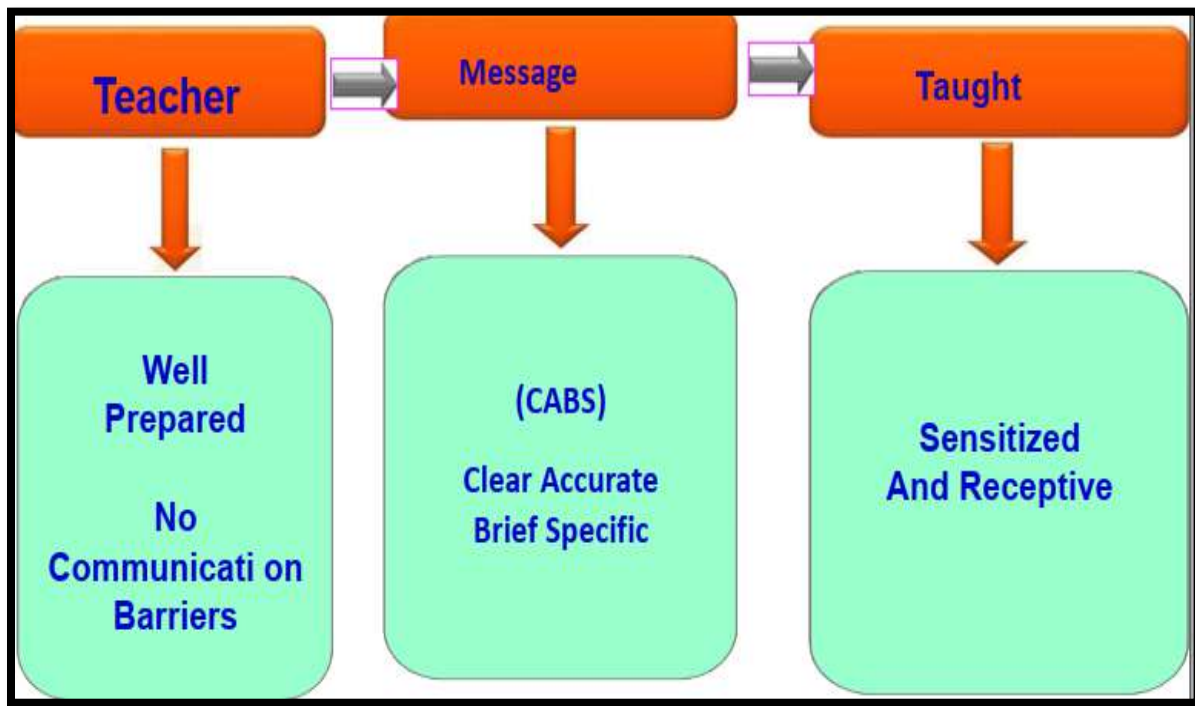 Teacher
Message
Taught
Well
Prepared
No
Communicati on
Barriers
(CABS)
Clear Accurate
Brief Specific
Sensitized
And Receptive